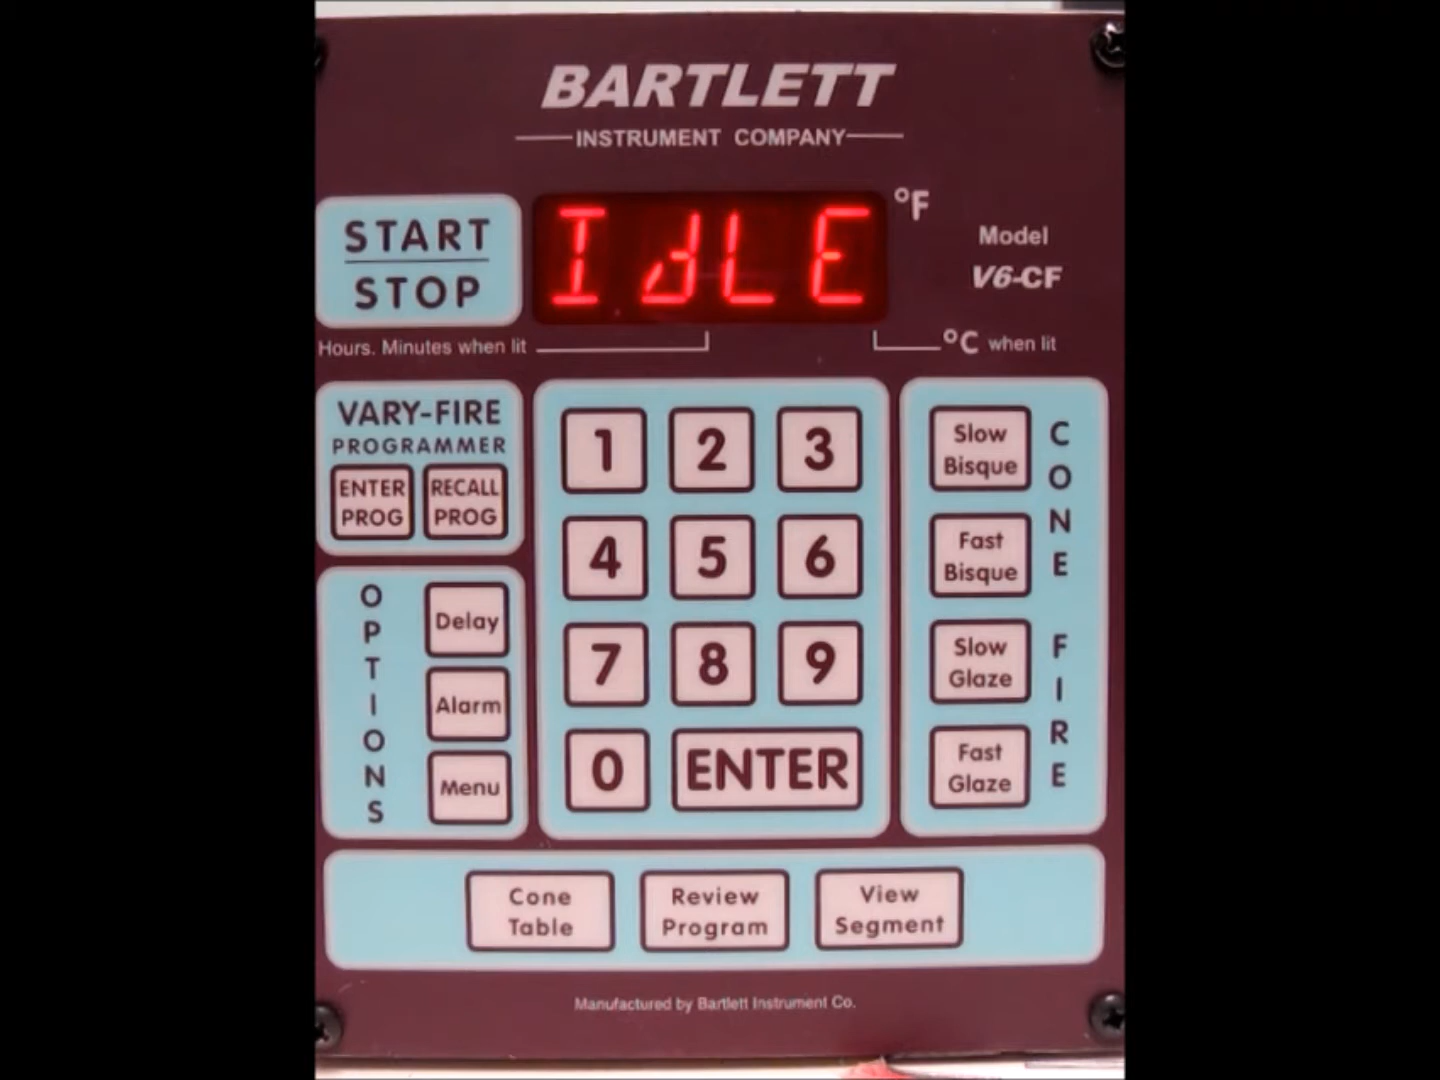 BARTLETT
INSTRUMENT COMPANY
START
STOP
IdLE
°F
Model
V6-CF
Hours. Minutes when lit
°C when lit
VARY-FIRE
PROGRAMMER
ENTER
PROG
RECALL
PROG
OPTIONS
Delay
Alarm
Menu
1 2 3
4 5 6
7 8 9
0 ENTER
Slow
Bisque
Fast
Bisque
Slow
Glaze
Fast
Glaze
CONE FIRE
Cone
Table
Review
Program
View
Segment
Manufactured by Bartlett Instrument Co.